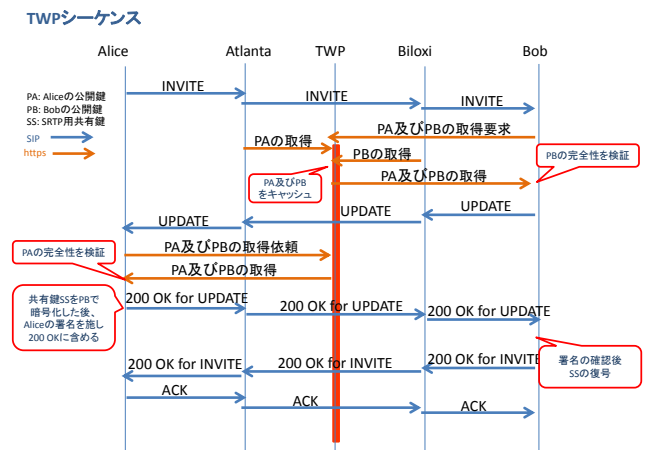 TWPシーケンス
Alice
Atlanta
TWP
Biloxi
Bob
PA: Aliceの公開鍵
PB: Bobの公開鍵
SS: SRTP用共有鍵
SIP
https
INVITE
INVITE
INVITE
PA及びPBの取得要求
PAの取得
PBの取得
PBの完全性を検証
PA及びPB
をキャッシュ
PA及びPBの取得
UPDATE
UPDATE
UPDATE
PAの完全性を検証
PA及びPBの取得依頼
PA及びPBの取得
共有鍵SSをPBで
暗号化した後、
Aliceの署名を施し
200 OKに含める
200 OK for UPDATE
200 OK for UPDATE
200 OK for UPDATE
署名の確認後
SSの復号
200 OK for INVITE
200 OK for INVITE
200 OK for INVITE
ACK
ACK
ACK